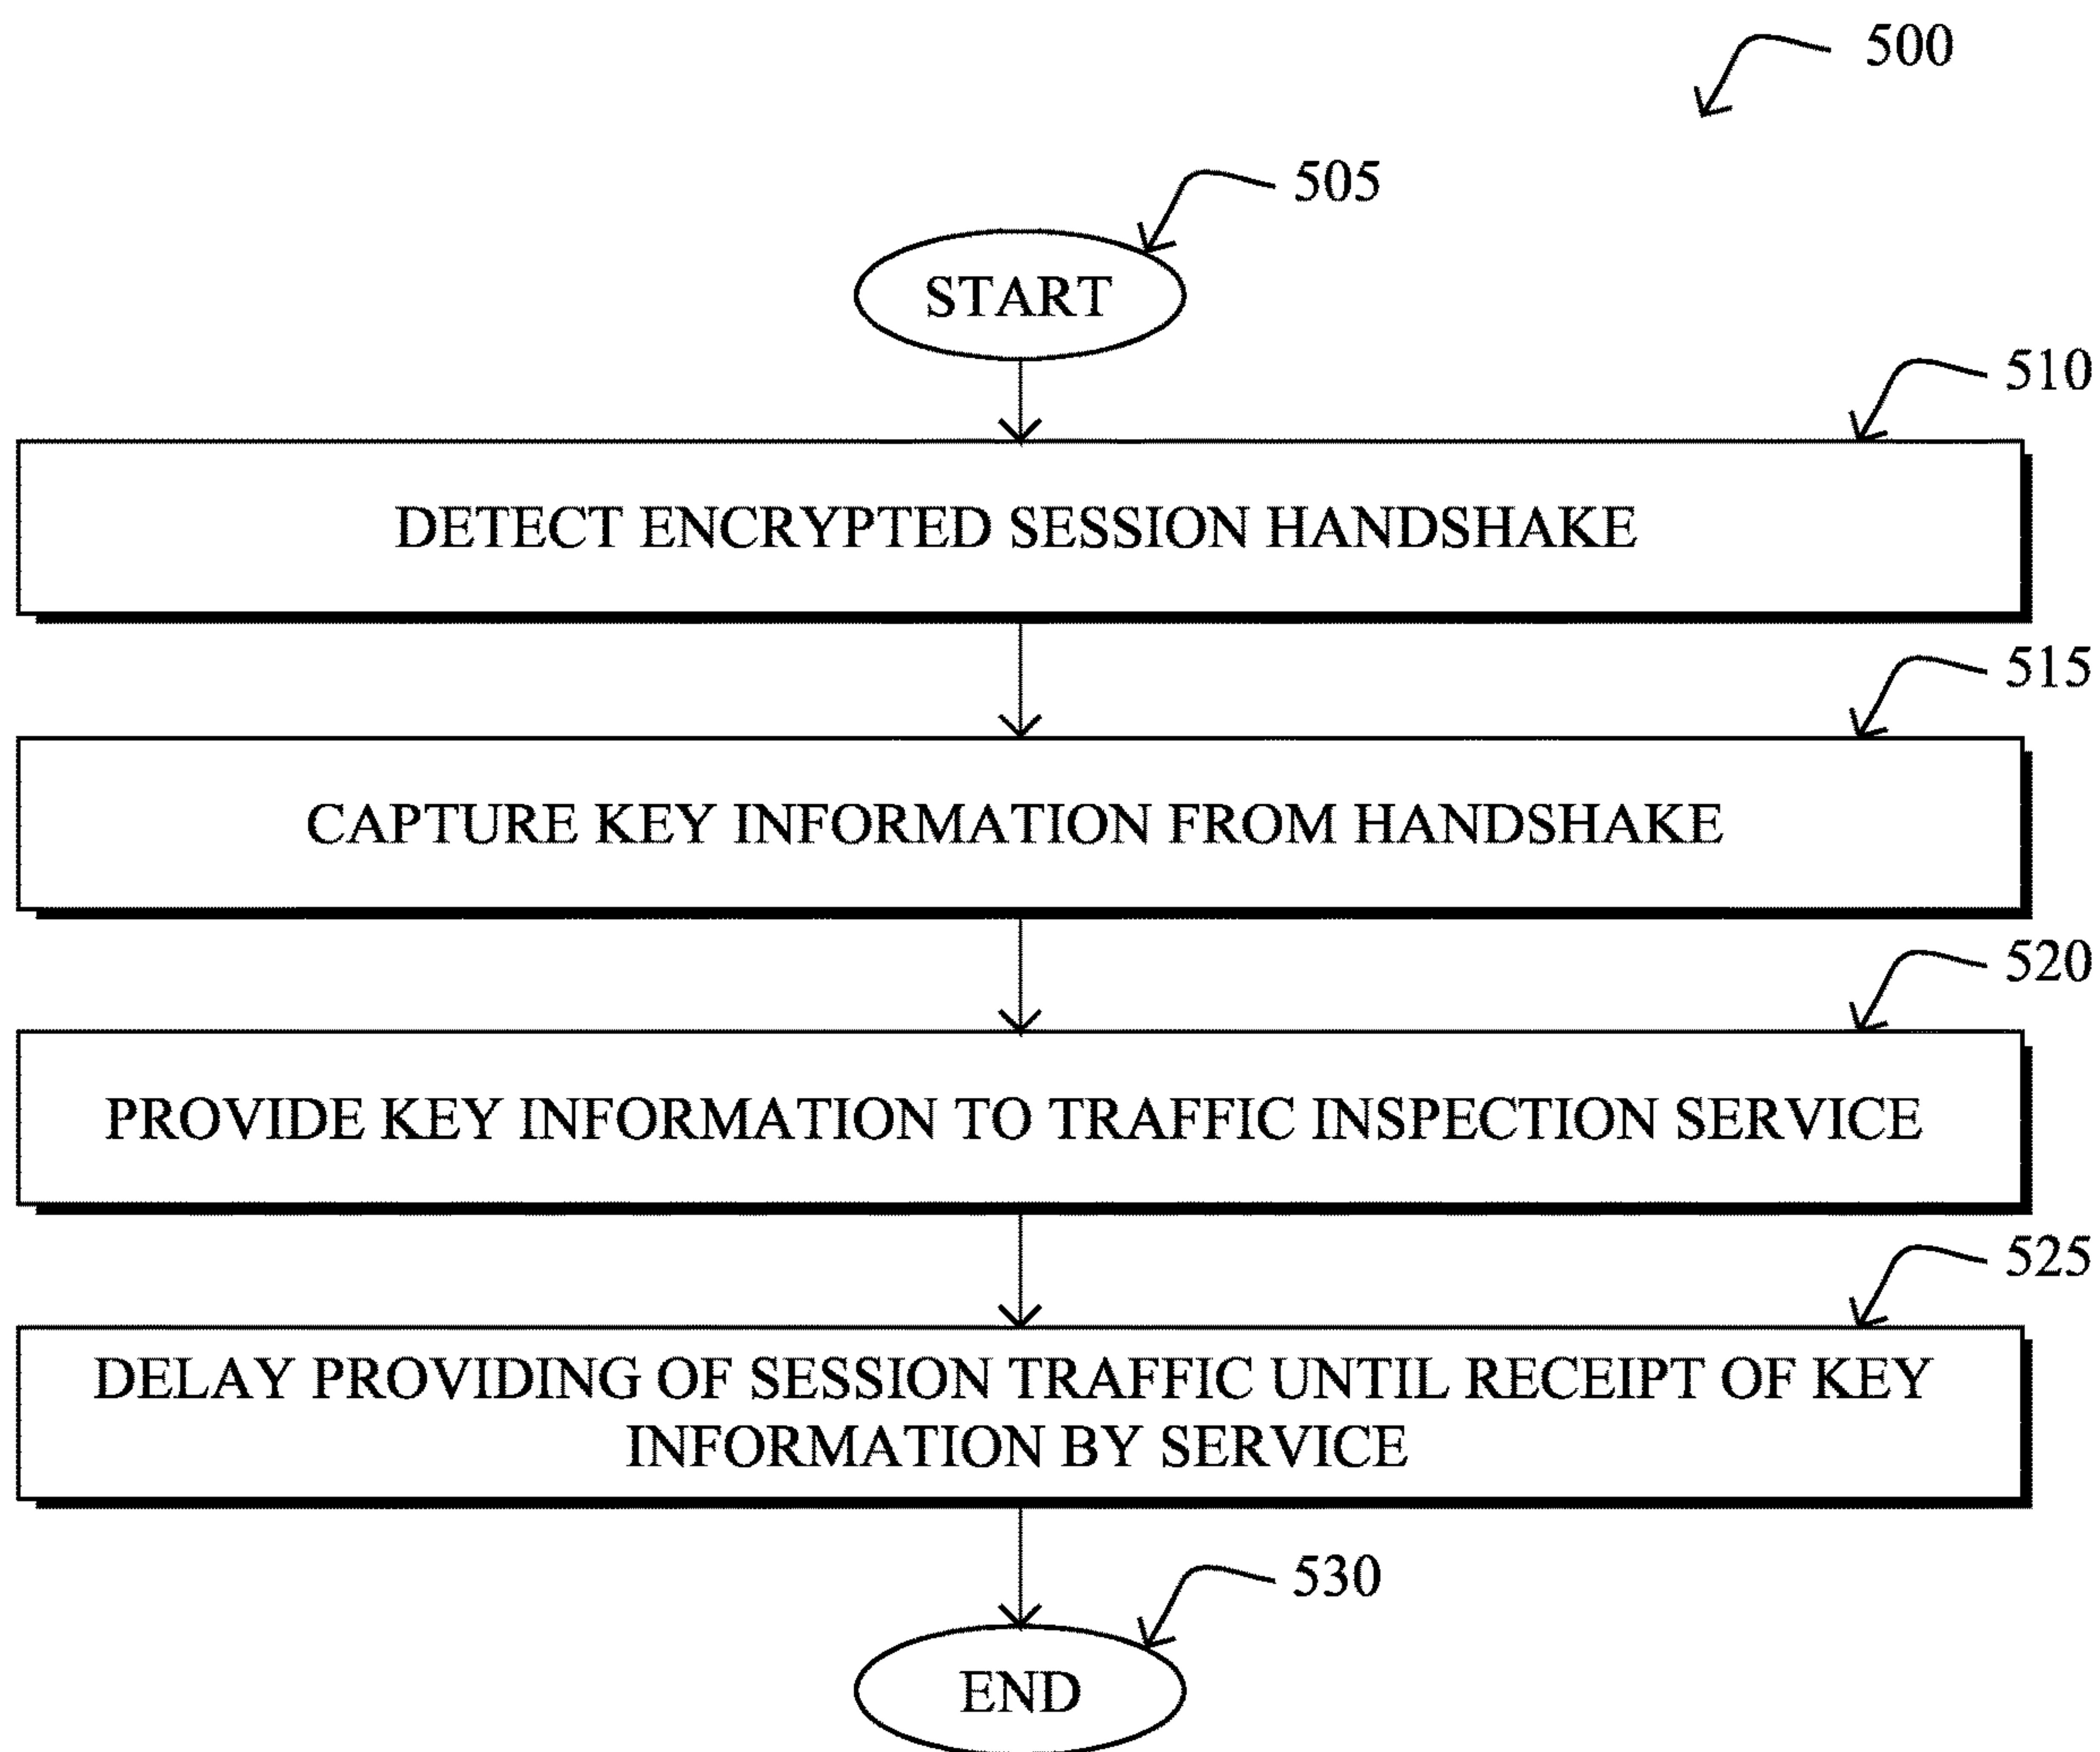 500
505
START
510
DETECT ENCRYPTED SESSION HANDSHAKE
515
CAPTURE KEY INFORMATION FROM HANDSHAKE
520
PROVIDE KEY INFORMATION TO TRAFFIC INSPECTION SERVICE
525
DELAY PROVIDING OF SESSION TRAFFIC UNTIL RECEIPT OF KEY
INFORMATION BY SERVICE
530
END